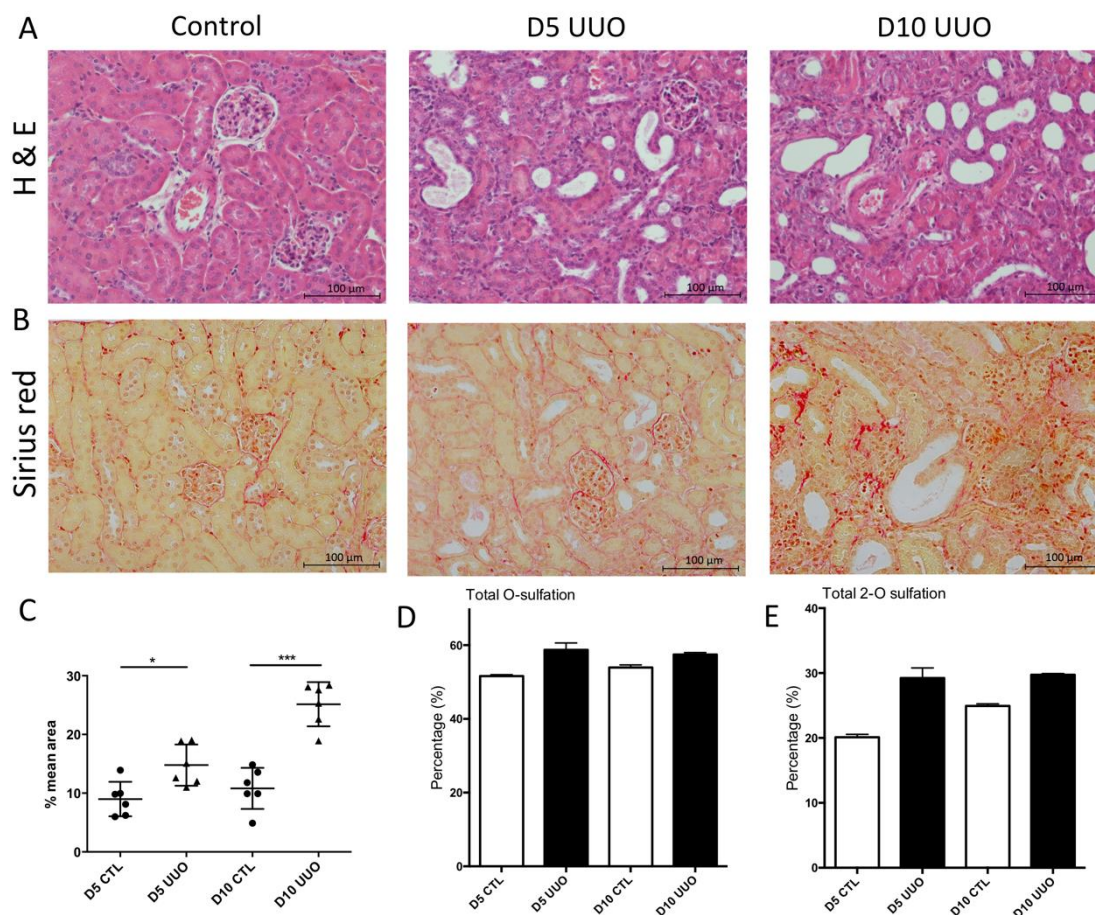 A
Control
D5 UUO
D10 UUO
H & E
100 µm
100 µm
100 µm
B
Sirius red
100 µm
100 µm
100 µm
C
* ***
% mean area
30
20
10
0
D5 CTL
D5 UUO
D10 CTL
D10 UUO
D
Total O-sulfation
Percentage (%)
60
40
20
0
D5 CTL
D5 UUO
D10 CTL
D10 UUO
E
Total 2-O sulfation
Percentage (%)
40
30
20
10
0
D5 CTL
D5 UUO
D10 CTL
D10 UUO